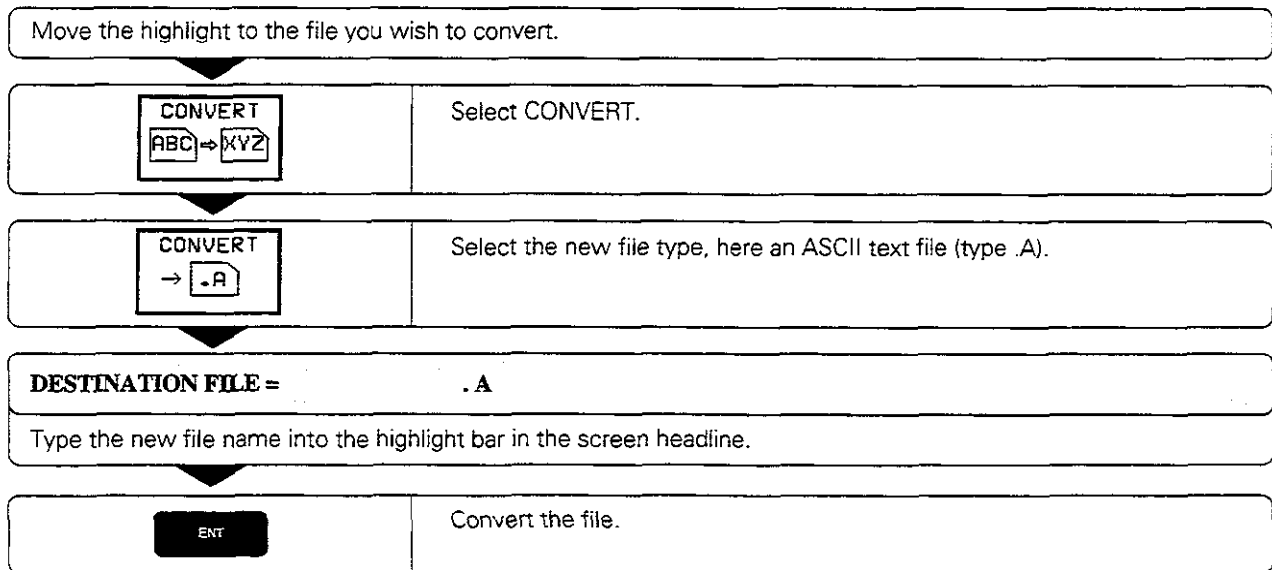 Move the highlight to the file you wish to convert.
CONVERT
ABC ⇨ XYZ
Select CONVERT.
CONVERT
→ .A
Select the new file type, here an ASCII text file (type .A).
DESTINATION FILE = . A
Type the new file name into the highlight bar in the screen headline.
ENT
Convert the file.